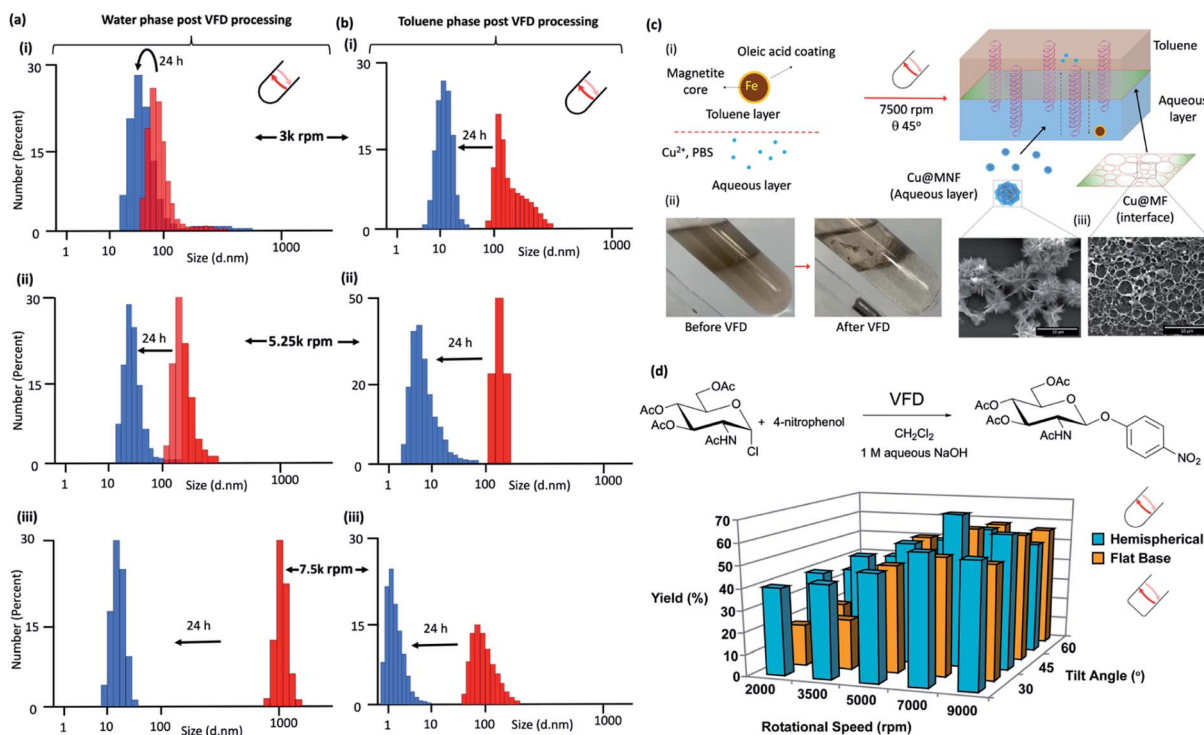 (a)
Water phase post VFD processing
(i)
24 h
30
15
0
Number (Percent)
1 10 100 1000
Size (d.nm)
3k rpm
(ii)
24 h
30
15
0
Number (Percent)
1 10 100 1000
Size (d.nm)
5.25k rpm
(iii)
24 h
30
15
0
Number (Percent)
1 10 100 1000
Size (d.nm)
7.5k rpm
(b)
Toluene phase post VFD processing
(i)
24 h
30
15
0
1 10 100 1000
Size (d.nm)
(ii)
24 h
50
20
0
1 10 100 1000
Size (d.nm)
(iii)
24 h
30
15
0
1 10 100 1000
Size (d.nm)
(c)
(i)
Oleic acid coating
Magnetite
core
Fe
Toluene layer
Cu²⁺, PBS
Aqueous layer
7500 rpm
θ 45°
Toluene
Aqueous
layer
Cu@MNF
(Aqueous layer)
Cu@MF
(interface)
(ii)
Before VFD
After VFD
(iii)
10 µm
10 µm
(d)
OAc
AcO
O
AcO
AcHN
Cl
+ 4-nitrophenol
VFD
CH₂Cl₂
1 M aqueous NaOH
OAc
AcO
O
AcO
O
AcHN
NO₂
70
60
50
40
30
20
10
0
Yield (%)
2000 3500 5000 7000 9000
Rotational Speed (rpm)
30
45
60
Tilt Angle (°)
Hemispherical
Flat Base